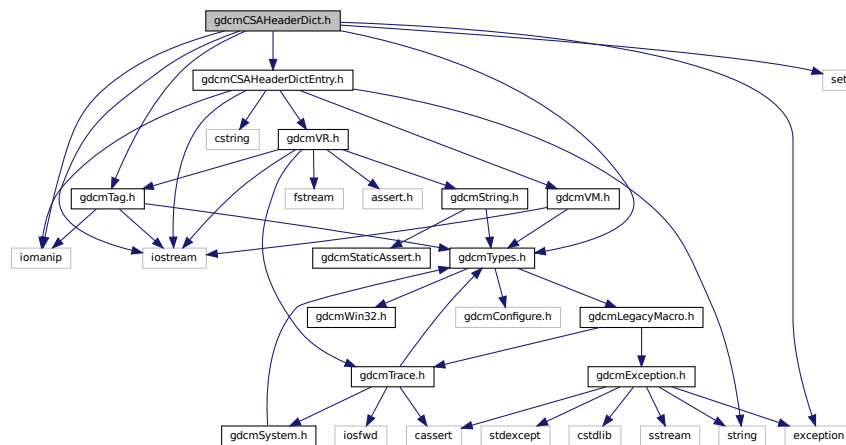 gdcmCSAHeaderDict.h
gdcmCSAHeaderDictEntry.h
set
cstring
gdcmVR.h
gdcmTag.h
fstream
assert.h
gdcmString.h
gdcmVM.h
iomanip
iostream
gdcmStaticAssert.h
gdcmTypes.h
gdcmWin32.h
gdcmConfigure.h
gdcmLegacyMacro.h
gdcmTrace.h
gdcmException.h
gdcmSystem.h
iosfwd
cassert
stdexcept
cstdlib
sstream
string
exception